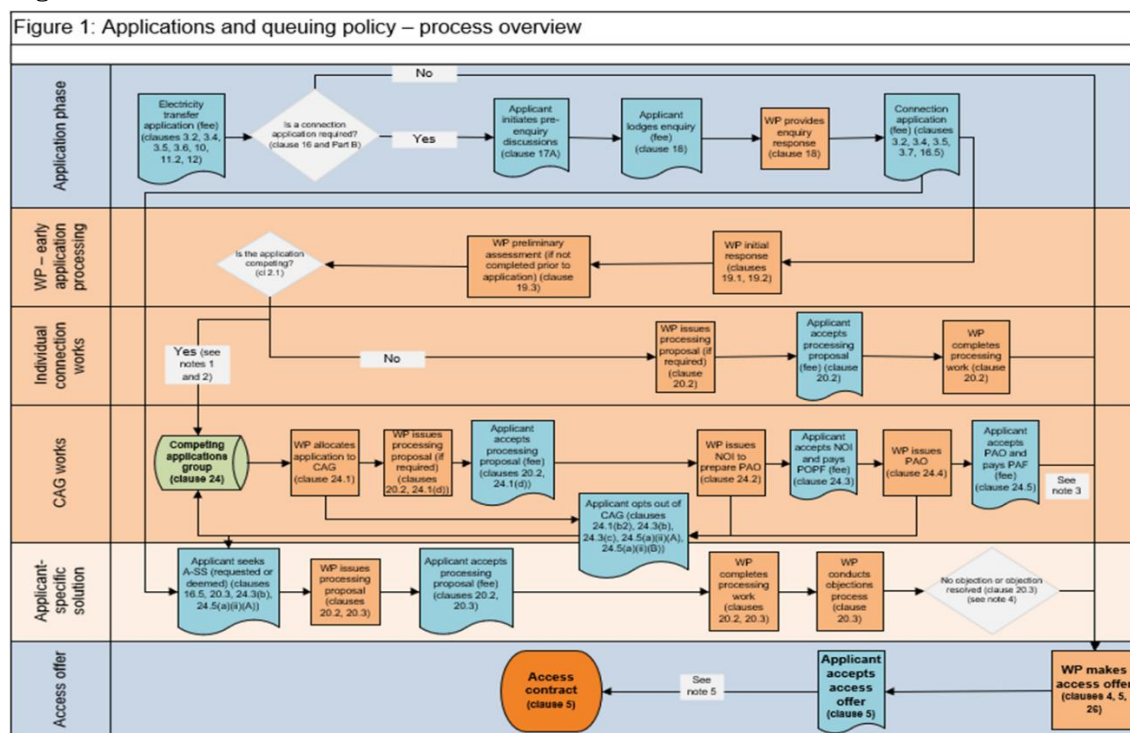 Figure 1: Applications and queuing policy – process overview
Application phase
Electricity
transfer
application (fee)
(clauses 3.2, 3.4,
3.5, 3.6, 10,
11.2, 12)
Is a connection
application required?
(clause 16 and Part B)
No
Yes
Applicant
initiates pre-
enquiry
discussions
(clause 17A)
Applicant
lodges enquiry
(fee)
(clause 18)
WP provides
enquiry
response
(clause 18)
Connection
application
(fee) (clauses
3.2, 3.4, 3.5,
3.7, 16.5)
WP – early
application
processing
Is the application
competing?
(cl 2.1)
WP preliminary
assessment (if not
completed prior to
application) (clause
19.3)
WP initial
response
(clauses
19.1, 19.2)
Individual
connection
works
Yes (see
notes 1
and 2)
No
WP issues
processing
proposal (if
required)
(clause
20.2)
Applicant
accepts
processing
proposal
(fee) (clause
20.2)
WP
completes
processing
work
(clause
20.2)
CAG works
Competing
applications
group
(clause 24)
WP allocates
application to
CAG
(clause 24.1)
WP issues
processing
proposal (if
required)
(clauses 20.2,
24.1(d))
Applicant
accepts
processing
proposal (fee)
(clauses 20.2,
24.1(d))
WP issues
NOI to
prepare PAO
(clause 24.2)
Applicant
accepts NOI
and pays
POPF (fee)
(clause 24.3)
WP issues
PAO
(clause 24.4)
Applicant
accepts
PAO and
pays PAF
(fee)
(clause 24.5)
See
note 3
Applicant opts out of
CAG (clauses
24.1(b2), 24.3(b),
24.3(c), 24.5(a)(ii)(A),
24.5(a)(ii)(B))
Applicant-
specific
solution
Applicant seeks
A-SS (requested or
deemed) (clauses
16.5, 20.3, 24.3(b),
24.5(a)(ii)(A))
WP issues
processing
proposal
(clauses
20.2, 20.3)
Applicant accepts
processing proposal
(fee) (clauses 20.2,
20.3)
WP
completes
processing
work
(clauses
20.2, 20.3)
WP
conducts
objections
process
(clause
20.3)
No objection or objection
resolved (clause 20.3)
(see note 4)
Access offer
Access
contract
(clause 5)
See
note 5
Applicant
accepts
access
offer
(clause 5)
WP makes
access offer
(clauses 4, 5,
26)